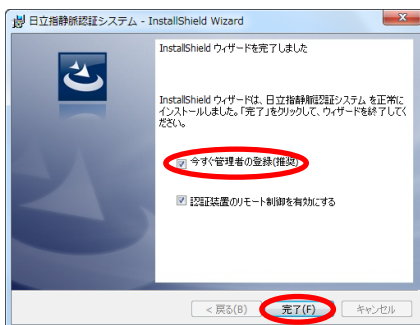 日立指静脈認証システム - InstallShield Wizard
InstallShield ウィザードを完了しました
InstallShield ウィザードは、日立指静脈認証システム を正常に
インストールしました。「完了」をクリックして、ウィザードを終了してく
ださい。
今すぐ管理者の登録(推奨)
認証装置のリモート制御を有効にする
< 戻る(B)
完了(F)
キャンセル